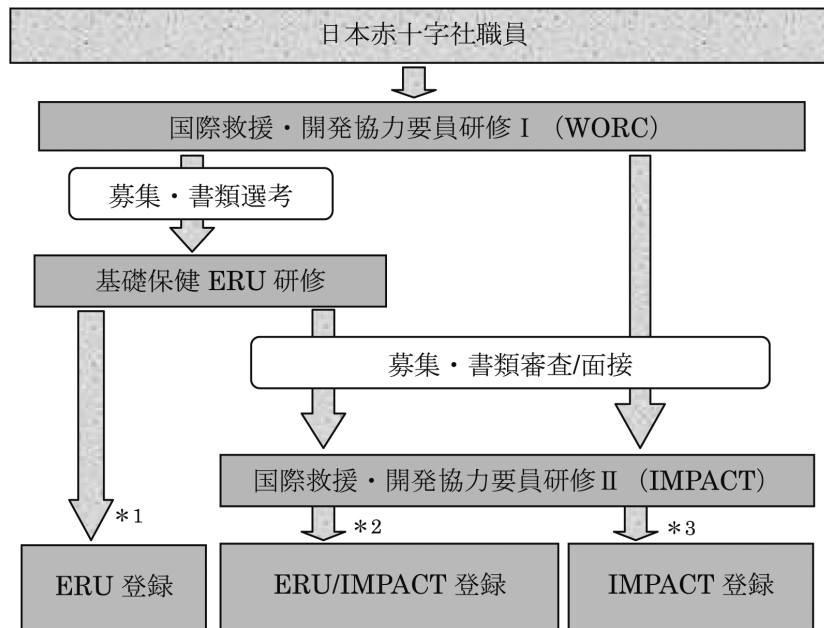 日本赤十字社職員
国際救援・開発協力要員研修Ⅰ（WORC）
募集・書類選考
基礎保健 ERU 研修
募集・書類審査/面接
国際救援・開発協力要員研修Ⅱ（IMPACT）
＊1
＊2
＊3
ERU 登録
ERU/IMPACT 登録
IMPACT 登録